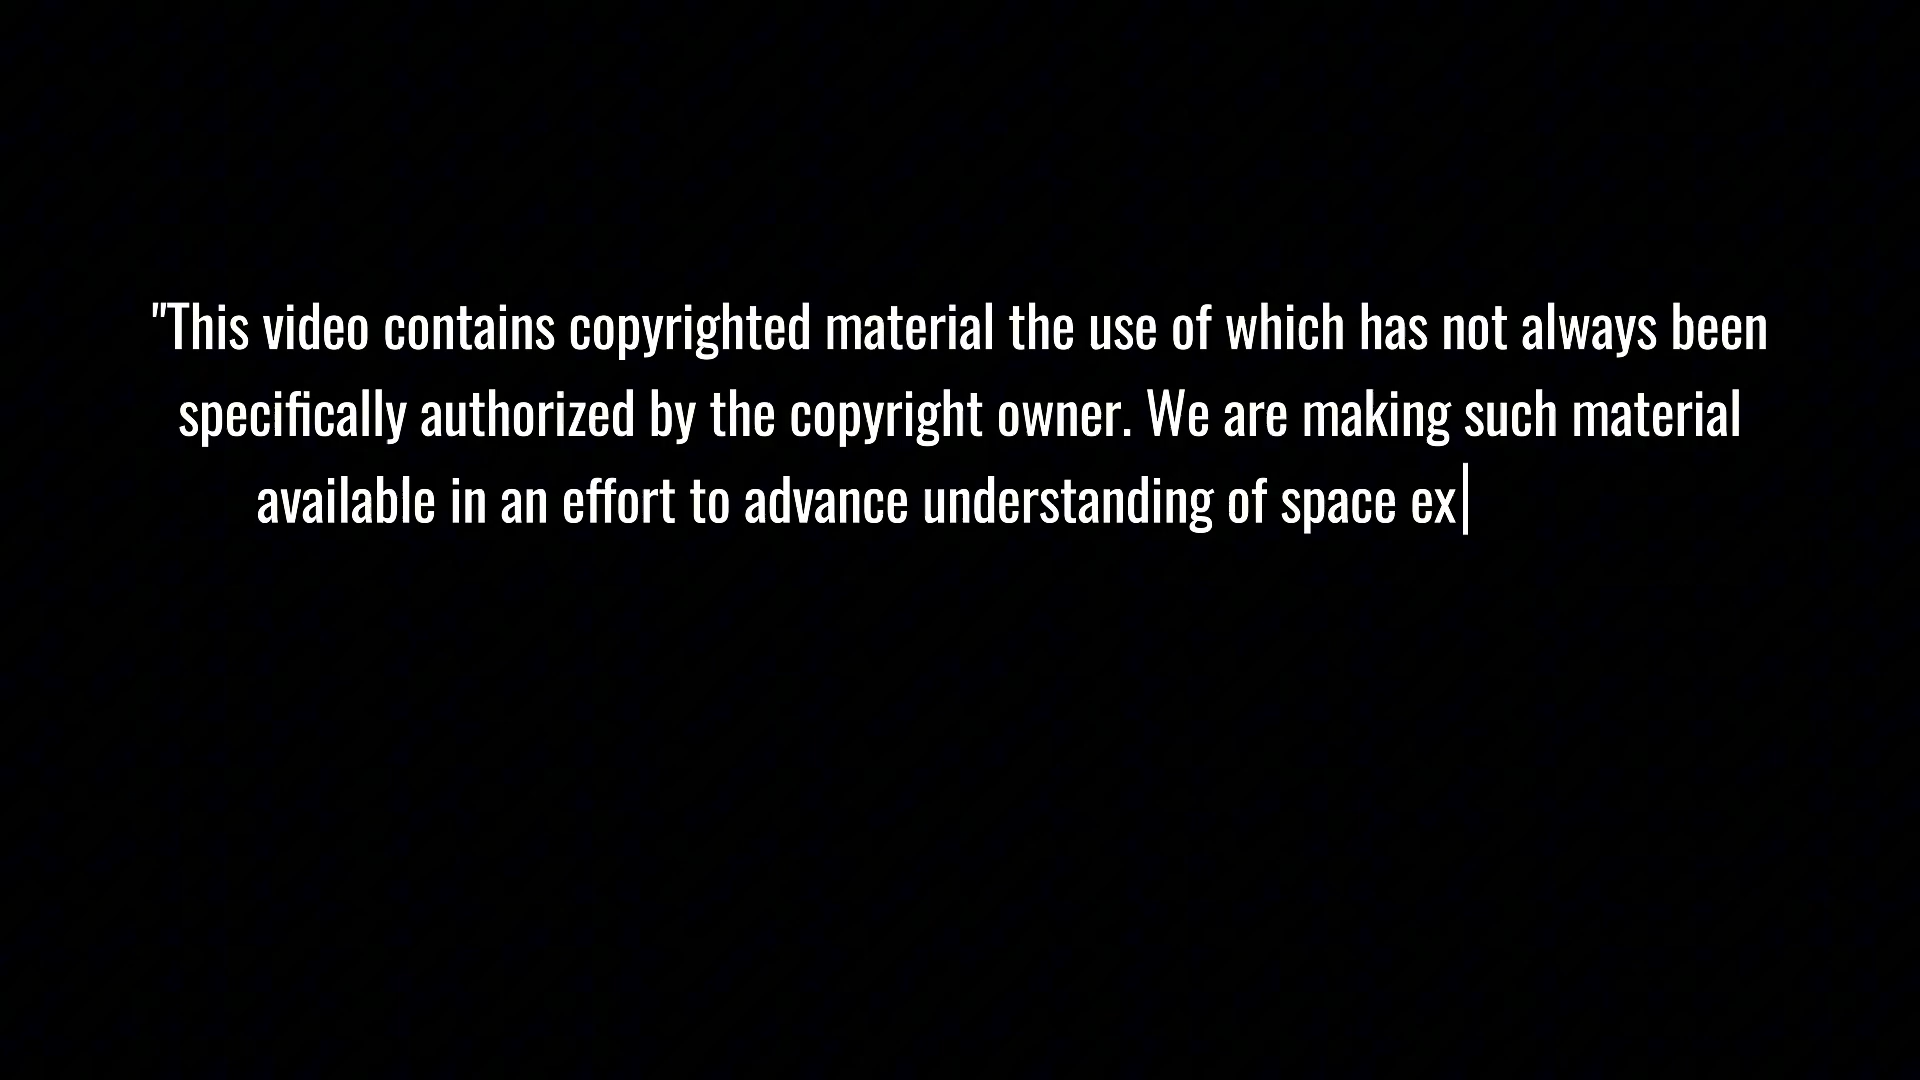 "This video contains copyrighted material the use of which has not always been
specifically authorized by the copyright owner. We are making such material
available in an effort to advance understanding of space ex